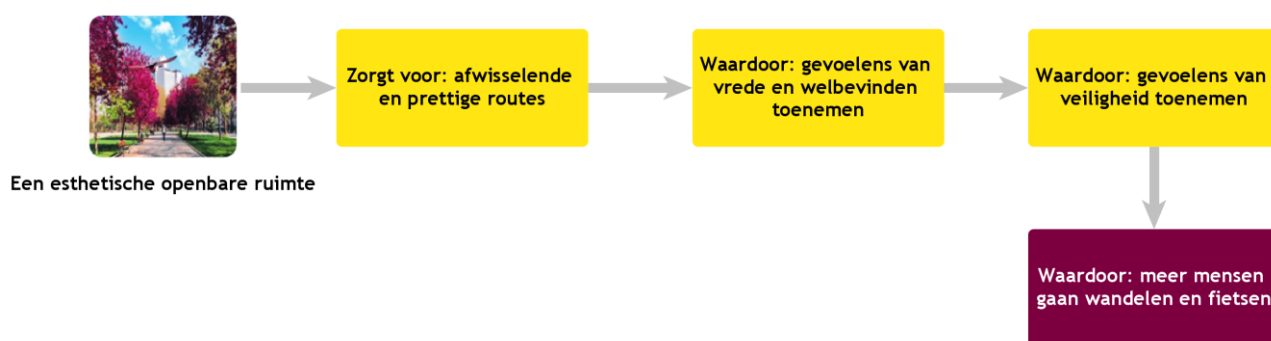 Een esthetische openbare ruimte
Zorgt voor: afwisselende
en prettige routes
Waardoor: gevoelens van
vrede en welbevinden
toenemen
Waardoor: gevoelens van
veiligheid toenemen
Waardoor: meer mensen
gaan wandelen en fietsen